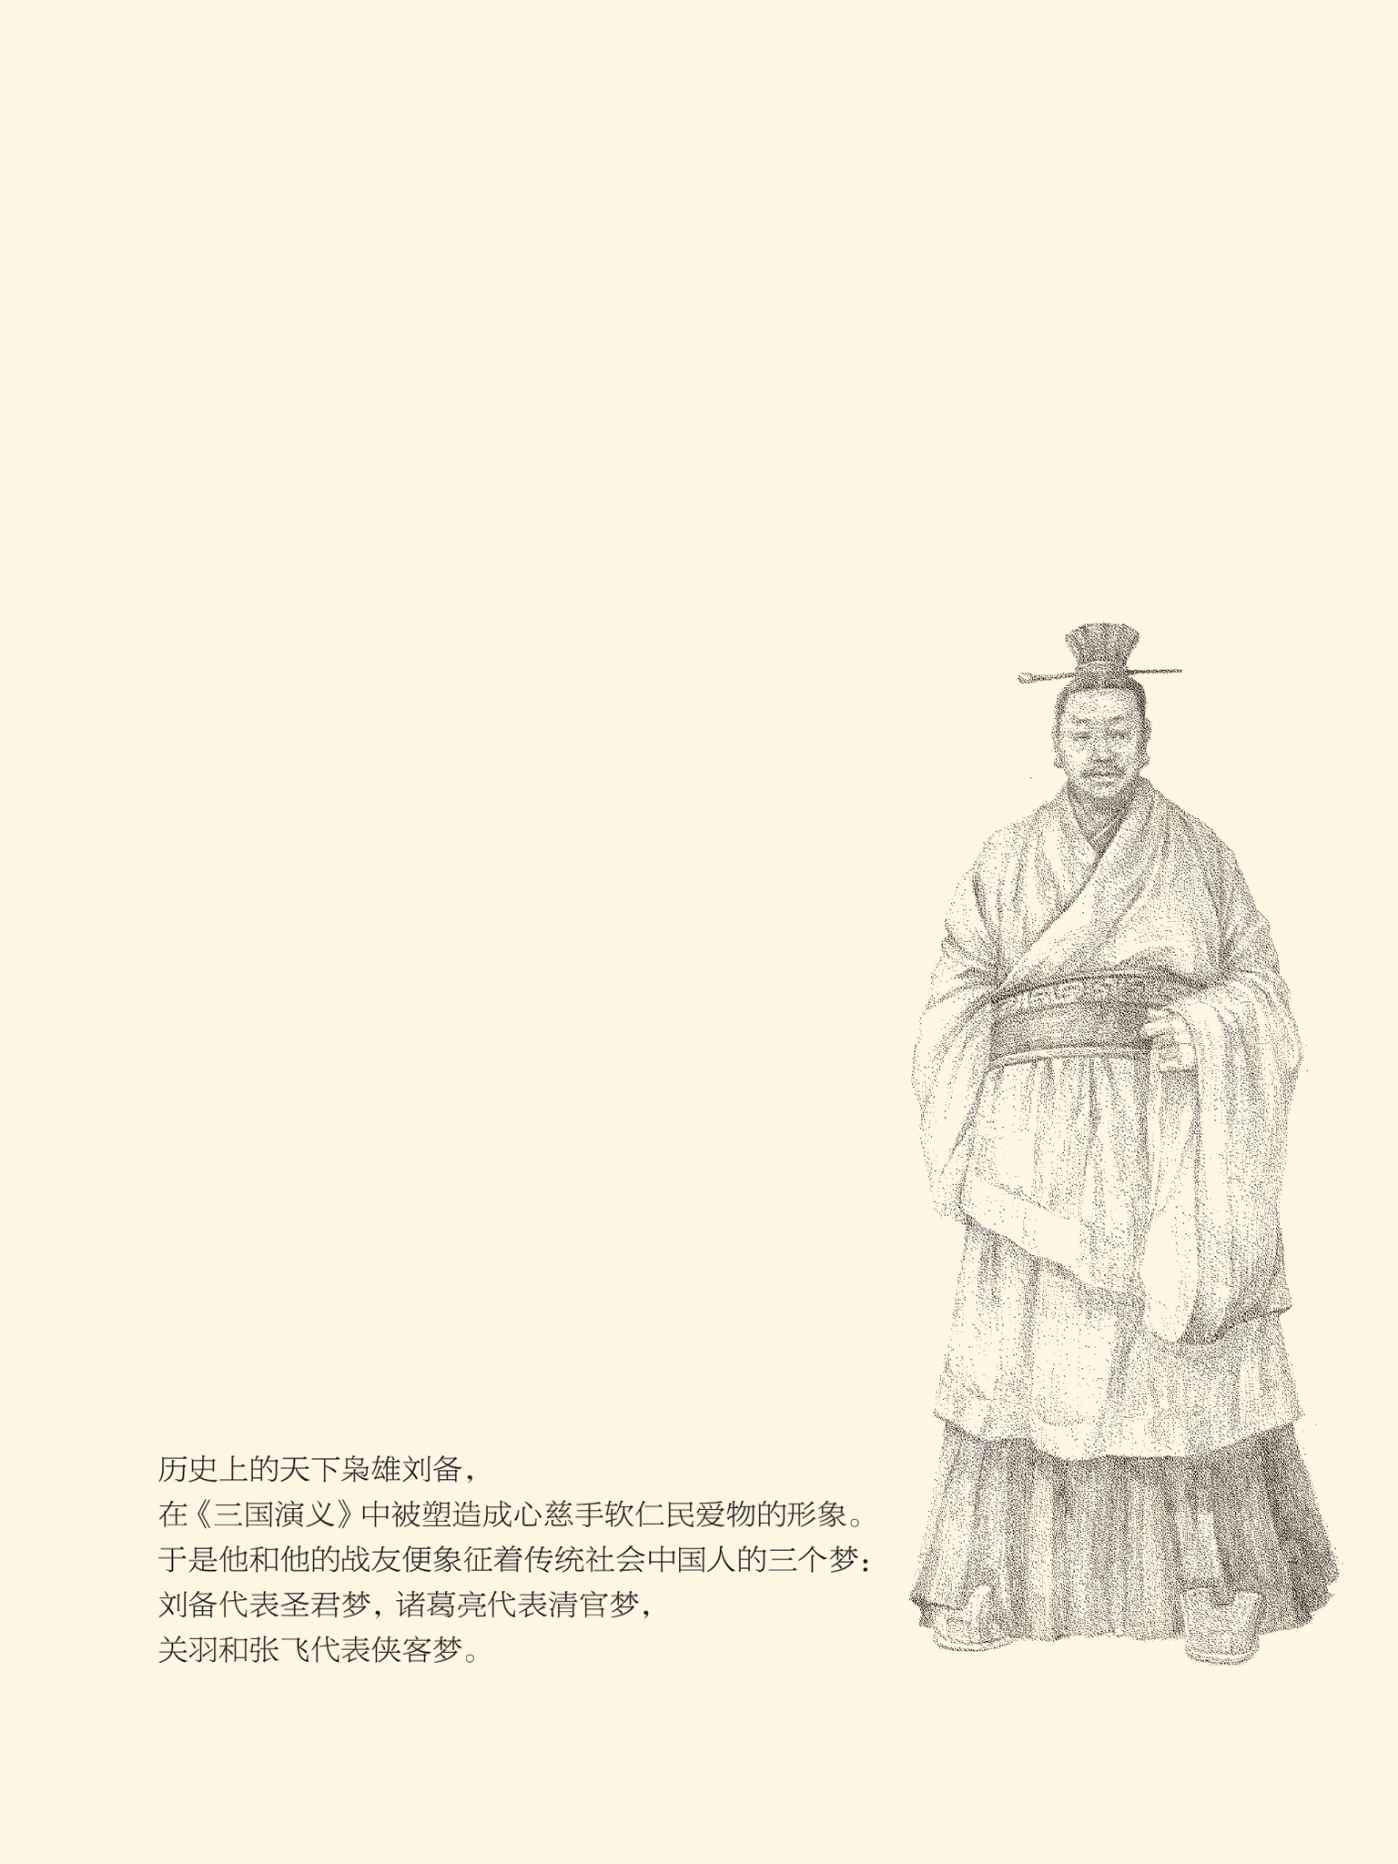 历史上的天下枭雄刘备，
在《三国演义》中被塑造成心慈手软仁民爱物的形象。
于是他和他的战友便象征着传统社会中国人的三个梦：
刘备代表圣君梦，诸葛亮代表清官梦，
关羽和张飞代表侠客梦。